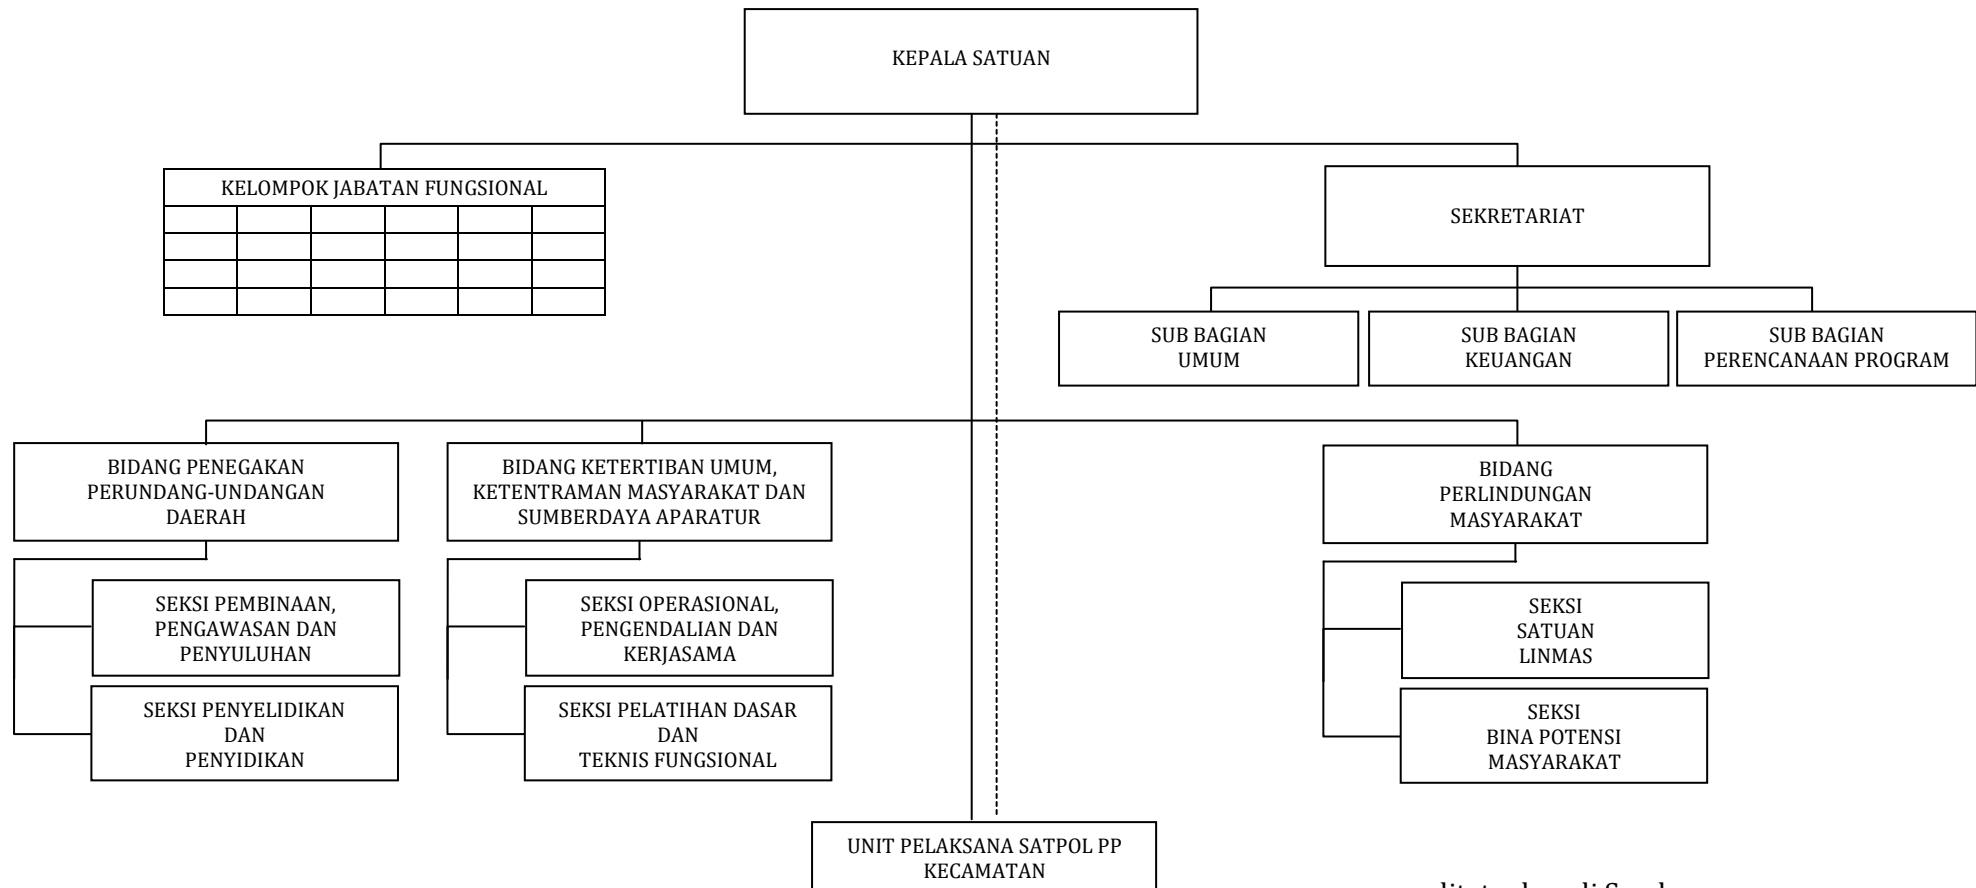 KEPALA SATUAN
KELOMPOK JABATAN FUNGSIONAL
SEKRETARIAT
SUB BAGIAN
UMUM
SUB BAGIAN
KEUANGAN
SUB BAGIAN
PERENCANAAN PROGRAM
BIDANG PENEGAKAN
PERUNDANG-UNDANGAN
DAERAH
BIDANG KETERTIBAN UMUM,
KETENTRAMAN MASYARAKAT DAN
SUMBERDAYA APARATUR
BIDANG
PERLINDUNGAN
MASYARAKAT
SEKSI PEMBINAAN,
PENGAWASAN DAN
PENYULUHAN
SEKSI OPERASIONAL,
PENGENDALIAN DAN
KERJASAMA
SEKSI
SATUAN
LINMAS
SEKSI PENYELIDIKAN
DAN
PENYIDIKAN
SEKSI PELATIHAN DASAR
DAN
TEKNIS FUNGSIONAL
SEKSI
BINA POTENSI
MASYARAKAT
UNIT PELAKSANA SATPOL PP
KECAMATAN